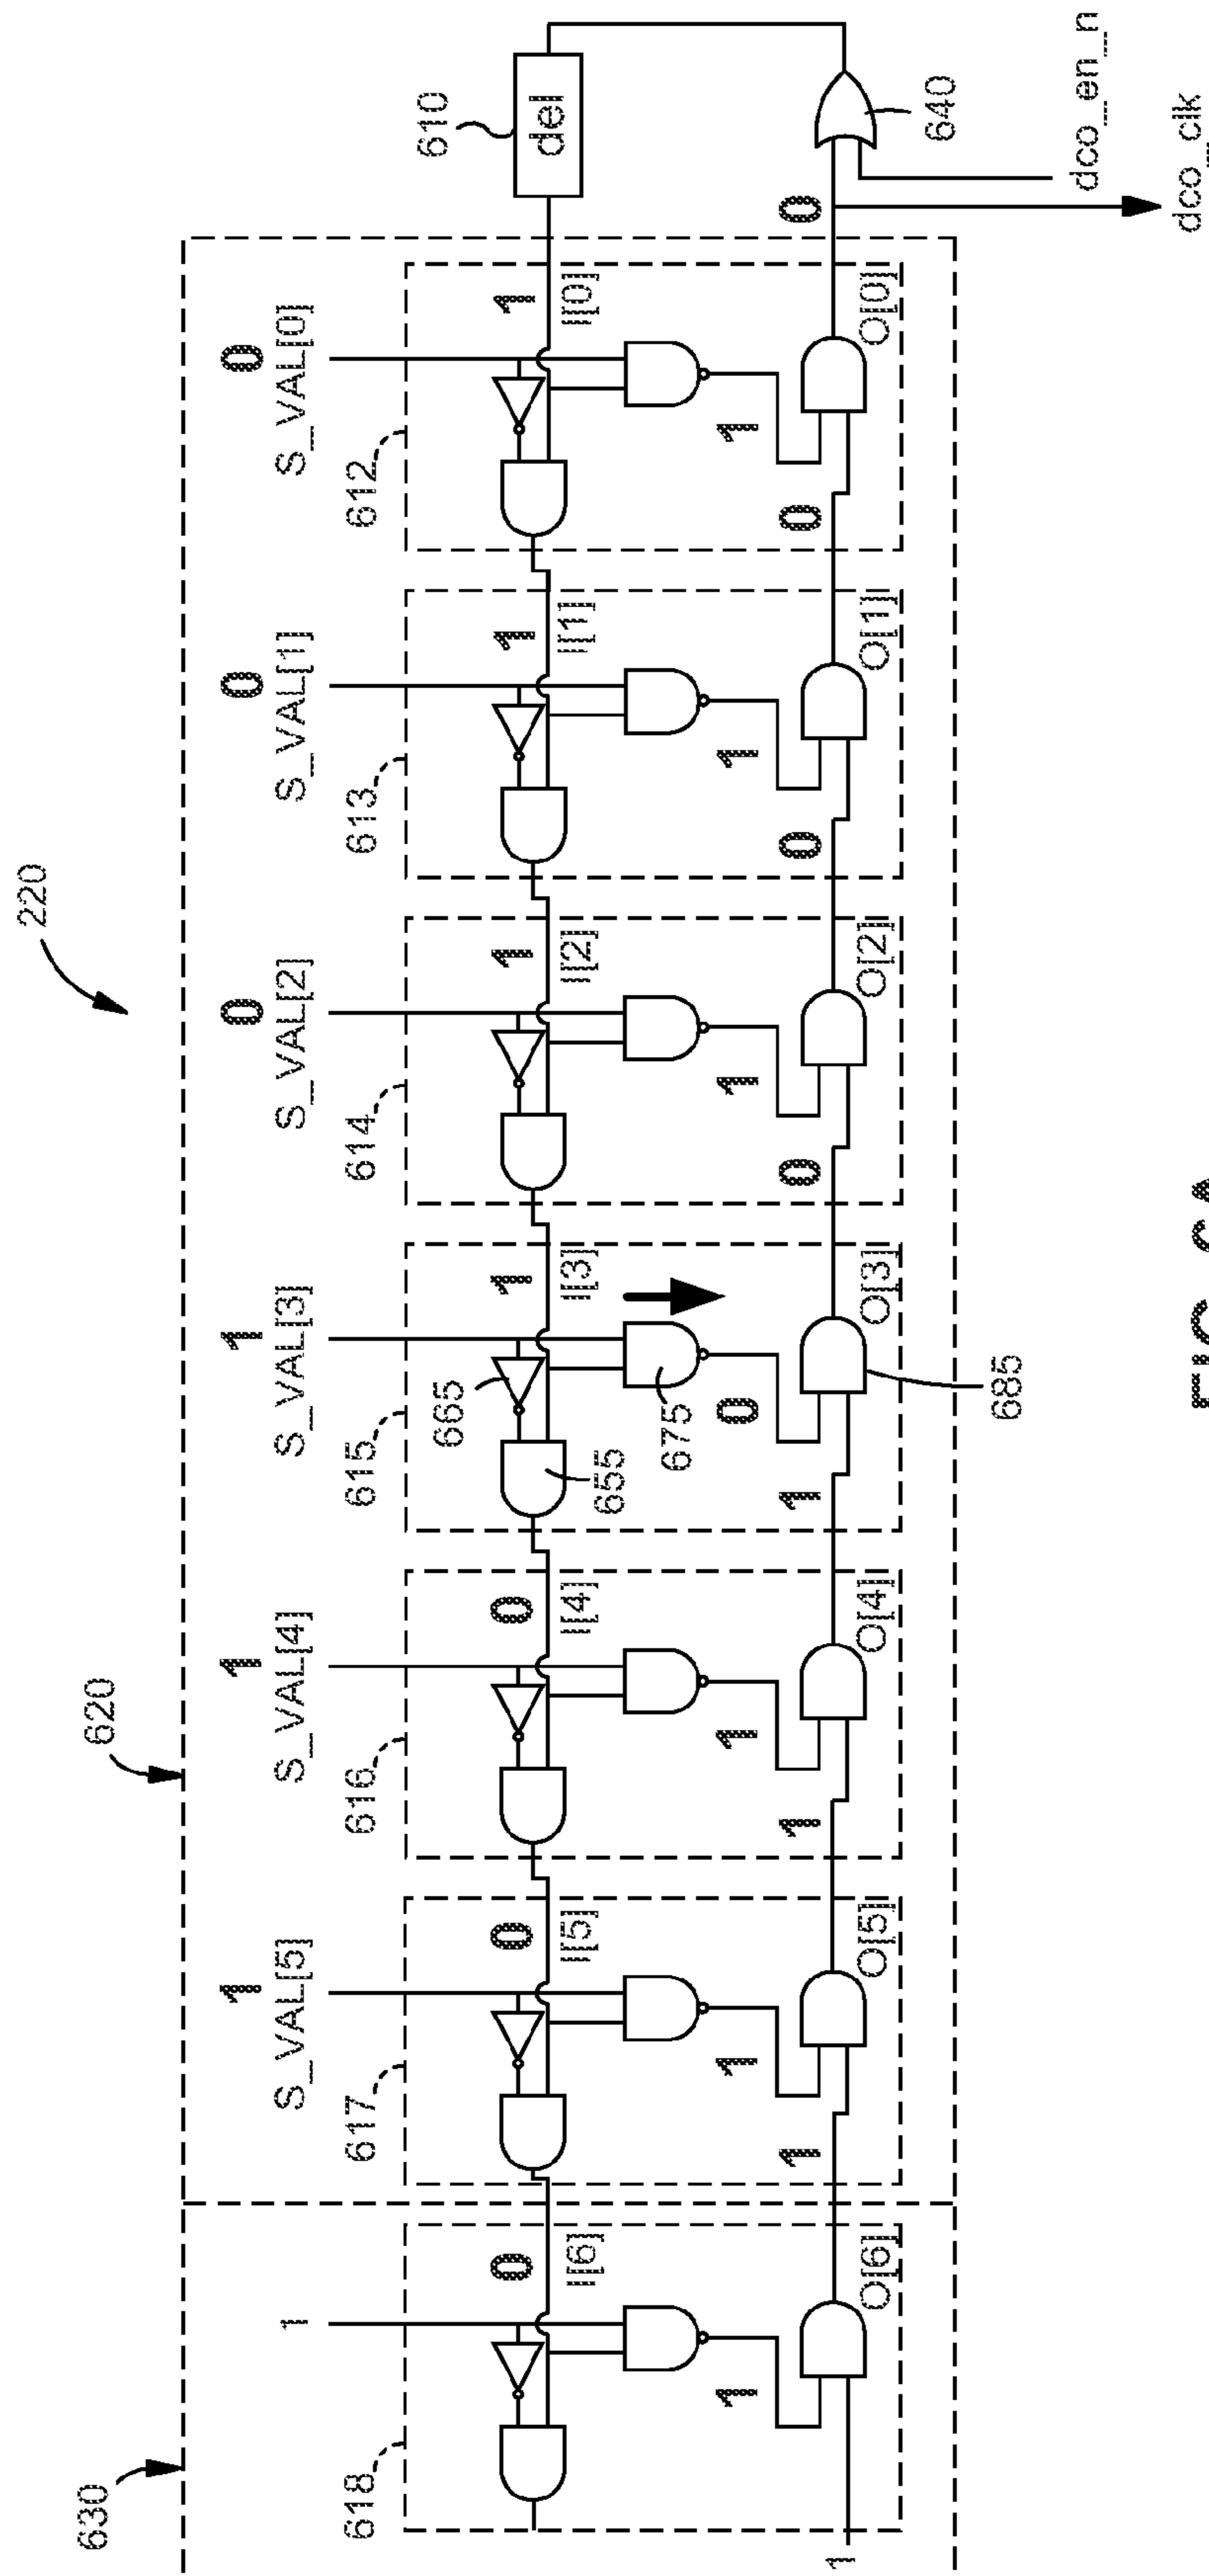 220
630
620
1
1
S_VAL[5]
1
S_VAL[4]
1
S_VAL[3]
0
S_VAL[2]
0
S_VAL[1]
0
S_VAL[0]
618
617
616
615
614
613
612
610
del
665
655
675
685
0
I[6]
0
I[5]
0
I[4]
1
I[3]
1
I[2]
1
I[1]
1
I[0]
1
1
1
0
1
1
1
1
1
1
1
0
0
0
0
O[6]
O[5]
O[4]
O[3]
O[2]
O[1]
O[0]
640
dco_en_n
dco_clk